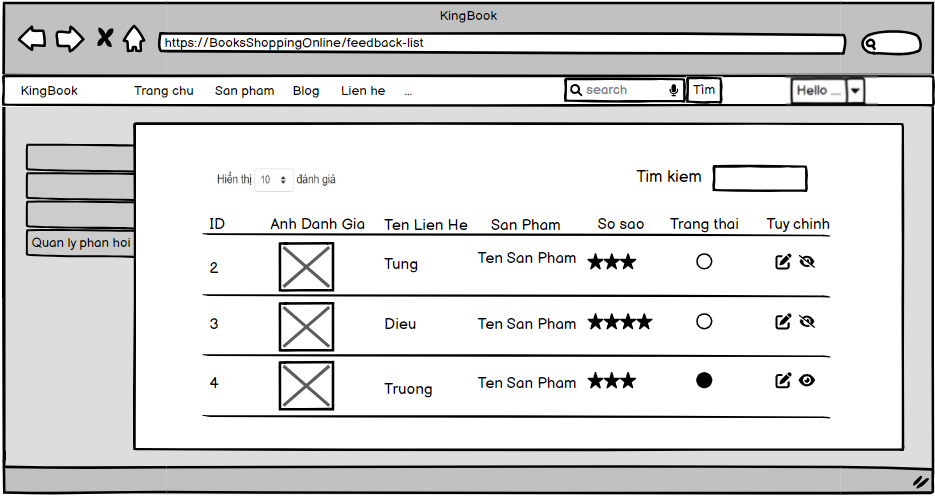 KingBook
https://BooksShoppingOnline/feedback-list
KingBook Trang chu San pham Blog Lien he ... search Tìm Hello ....
Hiển thị 10 đánh giá Tim kiem
ID Anh Danh Gia Ten Lien He San Pham So sao Trang thai Tuy chinh
Quan ly phan hoi
2 Tung Ten San Pham
3 Dieu Ten San Pham
4 Truong Ten San Pham